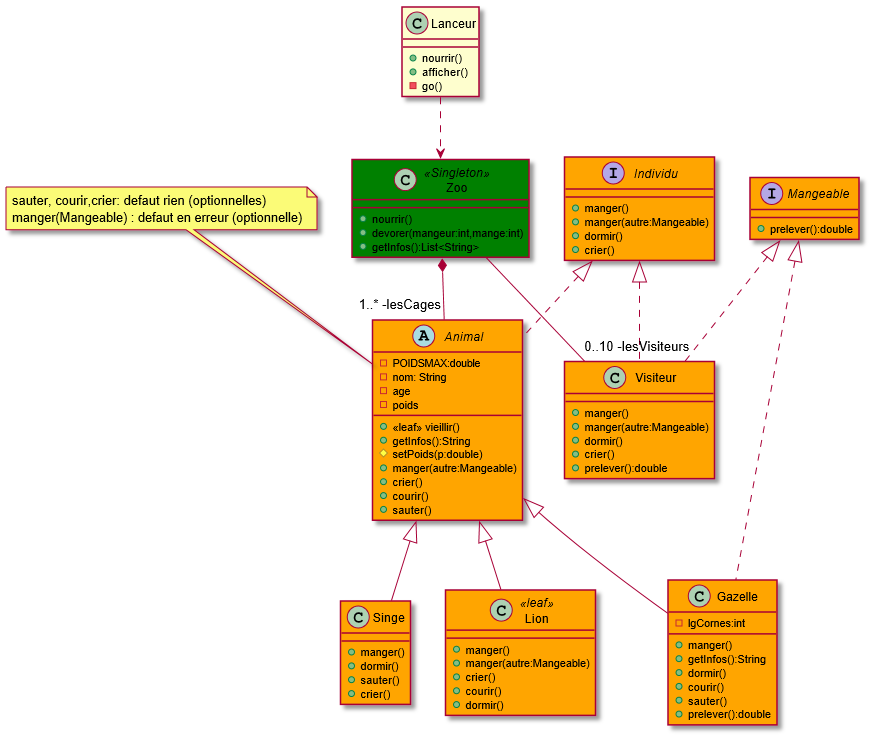 C Lanceur
nourrir()
afficher()
go()
C «Singleton»
Zoo
nourrir()
devorer(mangeur:int,mange:int)
getInfos():List<String>
I Individu
manger()
manger(autre:Mangeable)
dormir()
crier()
I Mangeable
prelever():double
sauter, courir,crier: defaut rien (optionnelles)
manger(Mangeable) : defaut en erreur (optionnelle)
1..* -lesCages
0..10 -lesVisiteurs
A Animal
POIDSMAX:double
nom: String
age
poids
«leaf» vieillir()
getInfos():String
setPoids(p:double)
manger(autre:Mangeable)
crier()
courir()
sauter()
C Visiteur
manger()
manger(autre:Mangeable)
dormir()
crier()
prelever():double
C Singe
manger()
dormir()
sauter()
crier()
C «leaf»
Lion
manger()
manger(autre:Mangeable)
crier()
courir()
dormir()
C Gazelle
lgCornes:int
manger()
getInfos():String
dormir()
courir()
sauter()
prelever():double